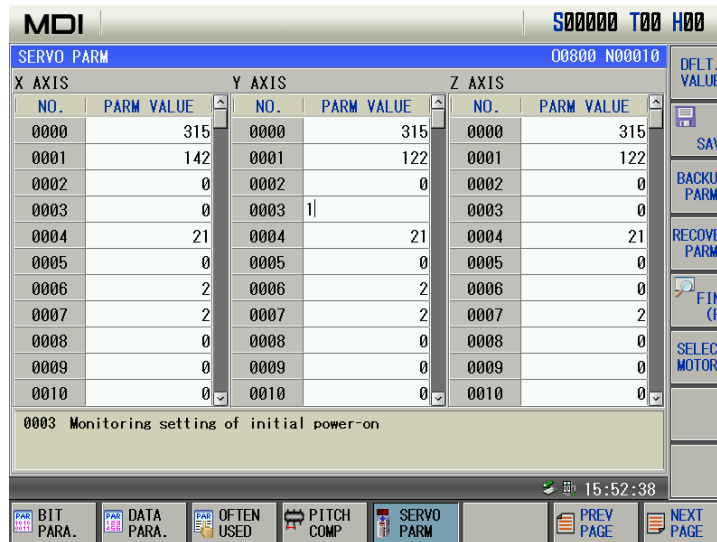 MDI S00000 T00 H00
SERVO PARM O0800 N00010
X AXIS Y AXIS Z AXIS
NO. PARM VALUE NO. PARM VALUE NO. PARM VALUE
0000 315 0000 315 0000 315
0001 142 0001 122 0001 122
0002 0 0002 0 0002 0
0003 0 0003 1 0003 0
0004 21 0004 21 0004 21
0005 0 0005 0 0005 0
0006 2 0006 2 0006 0
0007 2 0007 2 0007 2
0008 0 0008 0 0008 0
0009 0 0009 0 0009 0
0010 0 0010 0 0010 0
0003 Monitoring setting of initial power-on
15:52:38
DFLT.
VALUE
SAV
BACKU
PARM
RECOVE
PARM
FIN
(F
SELEC
MOTOR
BIT
PARA.
DATA
PARA.
OFTEN
USED
PITCH
COMP
SERVO
PARM
PREV
PAGE
NEXT
PAGE